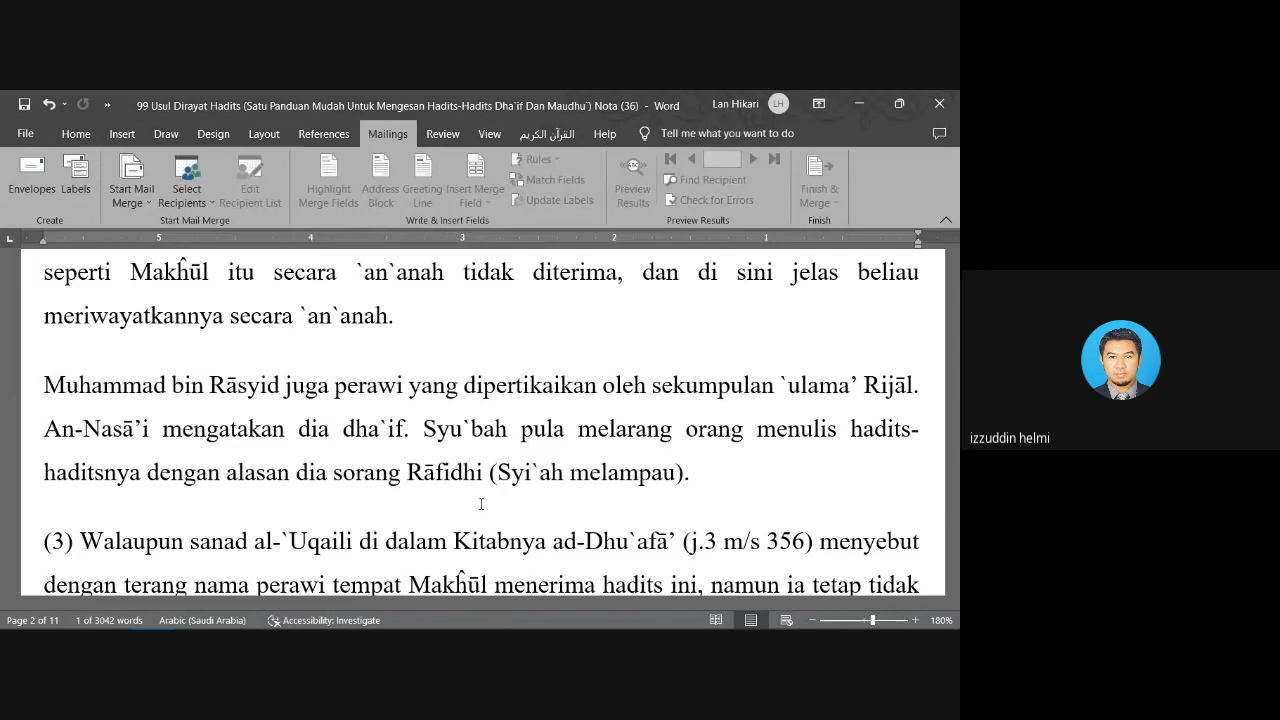 99 Usul Dirayat Hadits (Satu Panduan Mudah Untuk Mengesan Hadits-Hadits Dha`if Dan Maudhu`) Nota (36) - Word
Lan Hikari LH
File Home Insert Draw Design Layout References Mailings Review View القرآن الكريم Help Tell me what you want to do
Envelopes
Labels
Start Mail
Merge
Select
Recipients
Edit
Recipient List
Highlight
Merge Fields
Address
Block
Greeting
Line
Insert Merge
Field
Rules
Match Fields
Update Labels
ABC
Preview
Results
Find Recipient
Check for Errors
Finish &
Merge
Create
Start Mail Merge
Write & Insert Fields
Preview Results
Finish
L
5 4 3 2 1
seperti Makĥūl itu secara `an`anah tidak diterima, dan di sini jelas beliau
meriwayatkannya secara `an`anah.
Muhammad bin Rāsyid juga perawi yang dipertikaikan oleh sekumpulan `ulama’ Rijāl.
An-Nasā’i mengatakan dia dha`if. Syu`bah pula melarang orang menulis hadits-
haditsnya dengan alasan dia sorang Rāfidhi (Syi`ah melampau).
(3) Walaupun sanad al-`Uqaili di dalam Kitabnya ad-Dhu`afā’ (j.3 m/s 356) menyebut
dengan terang nama perawi tempat Makĥūl menerima hadits ini, namun ia tetap tidak
Page 2 of 11 1 of 3042 words Arabic (Saudi Arabia) Accessibility: Investigate
180%
izzuddin helmi